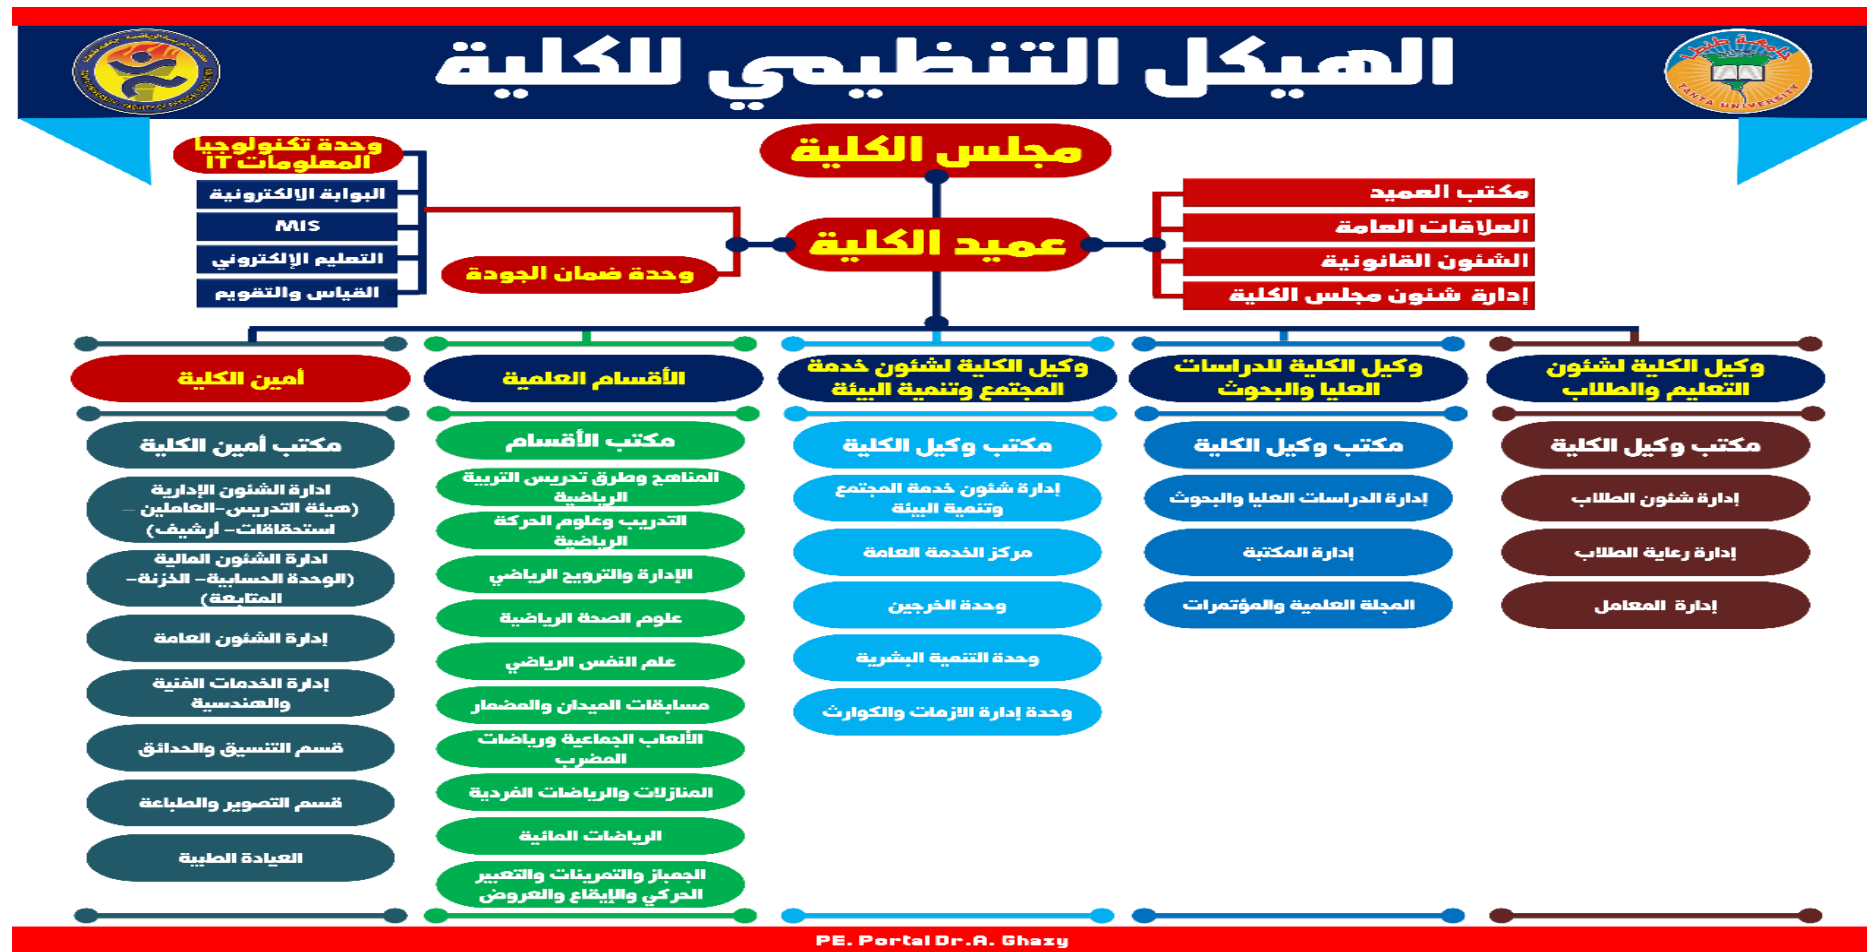 الهيكل التنظيمي للكلية
جامعة طنطا
TANTA UNIVERSITY
مجلس الكلية
عميد الكلية
مكتب العميد
العلاقات العامة
الشئون القانونية
إدارة شئون مجلس الكلية
وحدة تكنولوجيا
المعلومات IT
البوابة الإلكترونية
MIS
التعليم الإلكتروني
القياس والتقويم
وحدة ضمان الجودة
وكيل الكلية لشئون
التعليم والطلاب
مكتب وكيل الكلية
إدارة شئون الطلاب
إدارة رعاية الطلاب
إدارة المعامل
وكيل الكلية للدراسات
العليا والبحوث
مكتب وكيل الكلية
إدارة الدراسات العليا والبحوث
إدارة المكتبة
المجلة العلمية والمؤتمرات
وكيل الكلية لشئون خدمة
المجتمع وتنمية البيئة
مكتب وكيل الكلية
إدارة شئون خدمة المجتمع
وتنمية البيئة
مركز الخدمة العامة
وحدة الخرجين
وحدة التنمية البشرية
وحدة إدارة الازمات والكوارث
الأقسام العلمية
مكتب الأقسام
المناهج وطرق تدريس التربية
الرياضية
التدريب وعلوم الحركة
الرياضية
الإدارة والترويح الرياضي
علوم الصحة الرياضية
علم النفس الرياضي
مسابقات الميدان والمضمار
الألعاب الجماعية ورياضات
المضرب
المنازلات والرياضات الفردية
الرياضات المائية
الجمباز والتمرينات والتعبير
الحركي والإيقاع والعروض
أمين الكلية
مكتب أمين الكلية
ادارة الشئون الإدارية
(هيئة التدريس-العاملين –
استحقاقات- أرشيف)
ادارة الشئون المالية
(الوحدة الحسابية- الخزنة-
المتابعة)
إدارة الشئون العامة
إدارة الخدمات الفنية
والهندسية
قسم التنسيق والحدائق
قسم التصوير والطباعة
العيادة الطبية
PE. Portal Dr.A. Ghazy